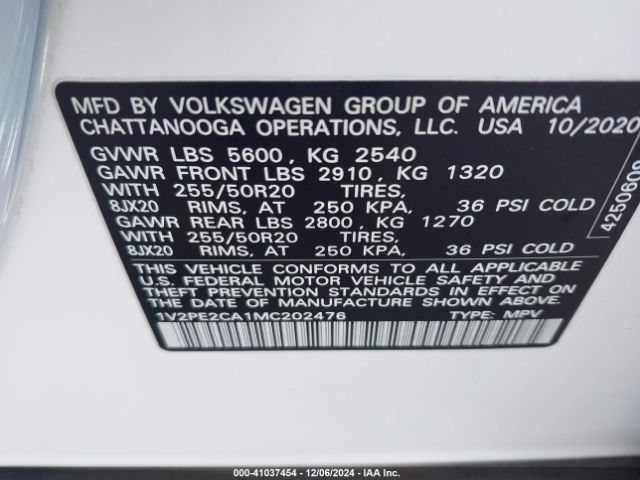 MFD BY VOLKSWAGEN GROUP OF AMERICA
CHATTANOOGA OPERATIONS, LLC. USA 10/2020
GVWR LBS 5600, KG 2540
GAWR FRONT LBS 2910, KG 1320
WITH 255/50R20 TIRES,
8JX20 RIMS, AT 250 KPA, 36 PSI COLD
GAWR REAR LBS 2800, KG 1270
WITH 255/50R20 TIRES,
8JX20 RIMS, AT 250 KPA, 36 PSI COLD
THIS VEHICLE CONFORMS TO ALL APPLICABLE
U.S. FEDERAL MOTOR VEHICLE SAFETY AND
THEFT PREVENTION STANDARDS IN EFFECT ON
THE DATE OF MANUFACTURE SHOWN ABOVE.
1V2PE2CA1MC202476 TYPE: MPV
000-41037454 - 12/06/2024 - IAA Inc.